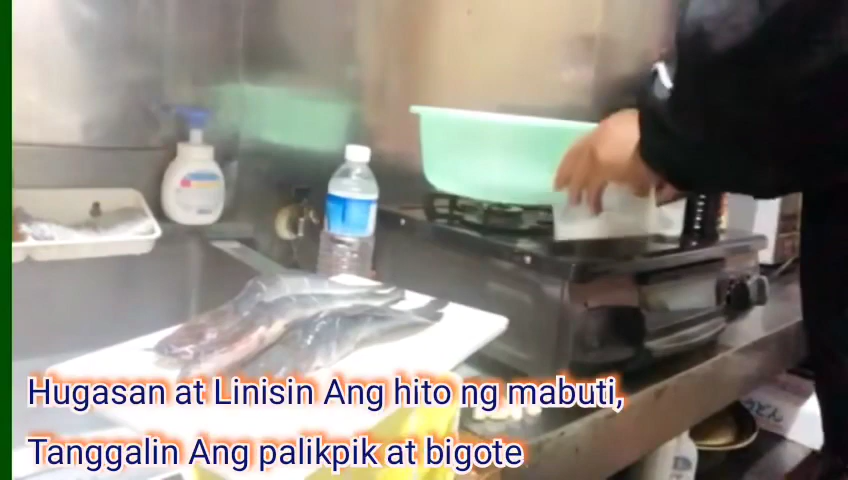 Hugasan at Linisin Ang hito ng mabuti,
Tanggalin Ang palikpik at bigote